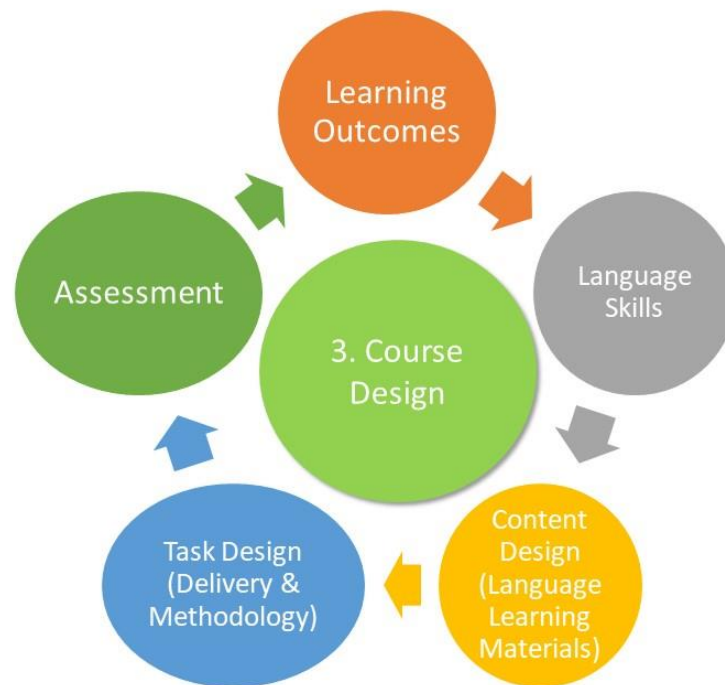 Learning
Outcomes
Language
Skills
Content
Design
(Language
Learning
Materials)
Task Design
(Delivery &
Methodology)
Assessment
3. Course
Design